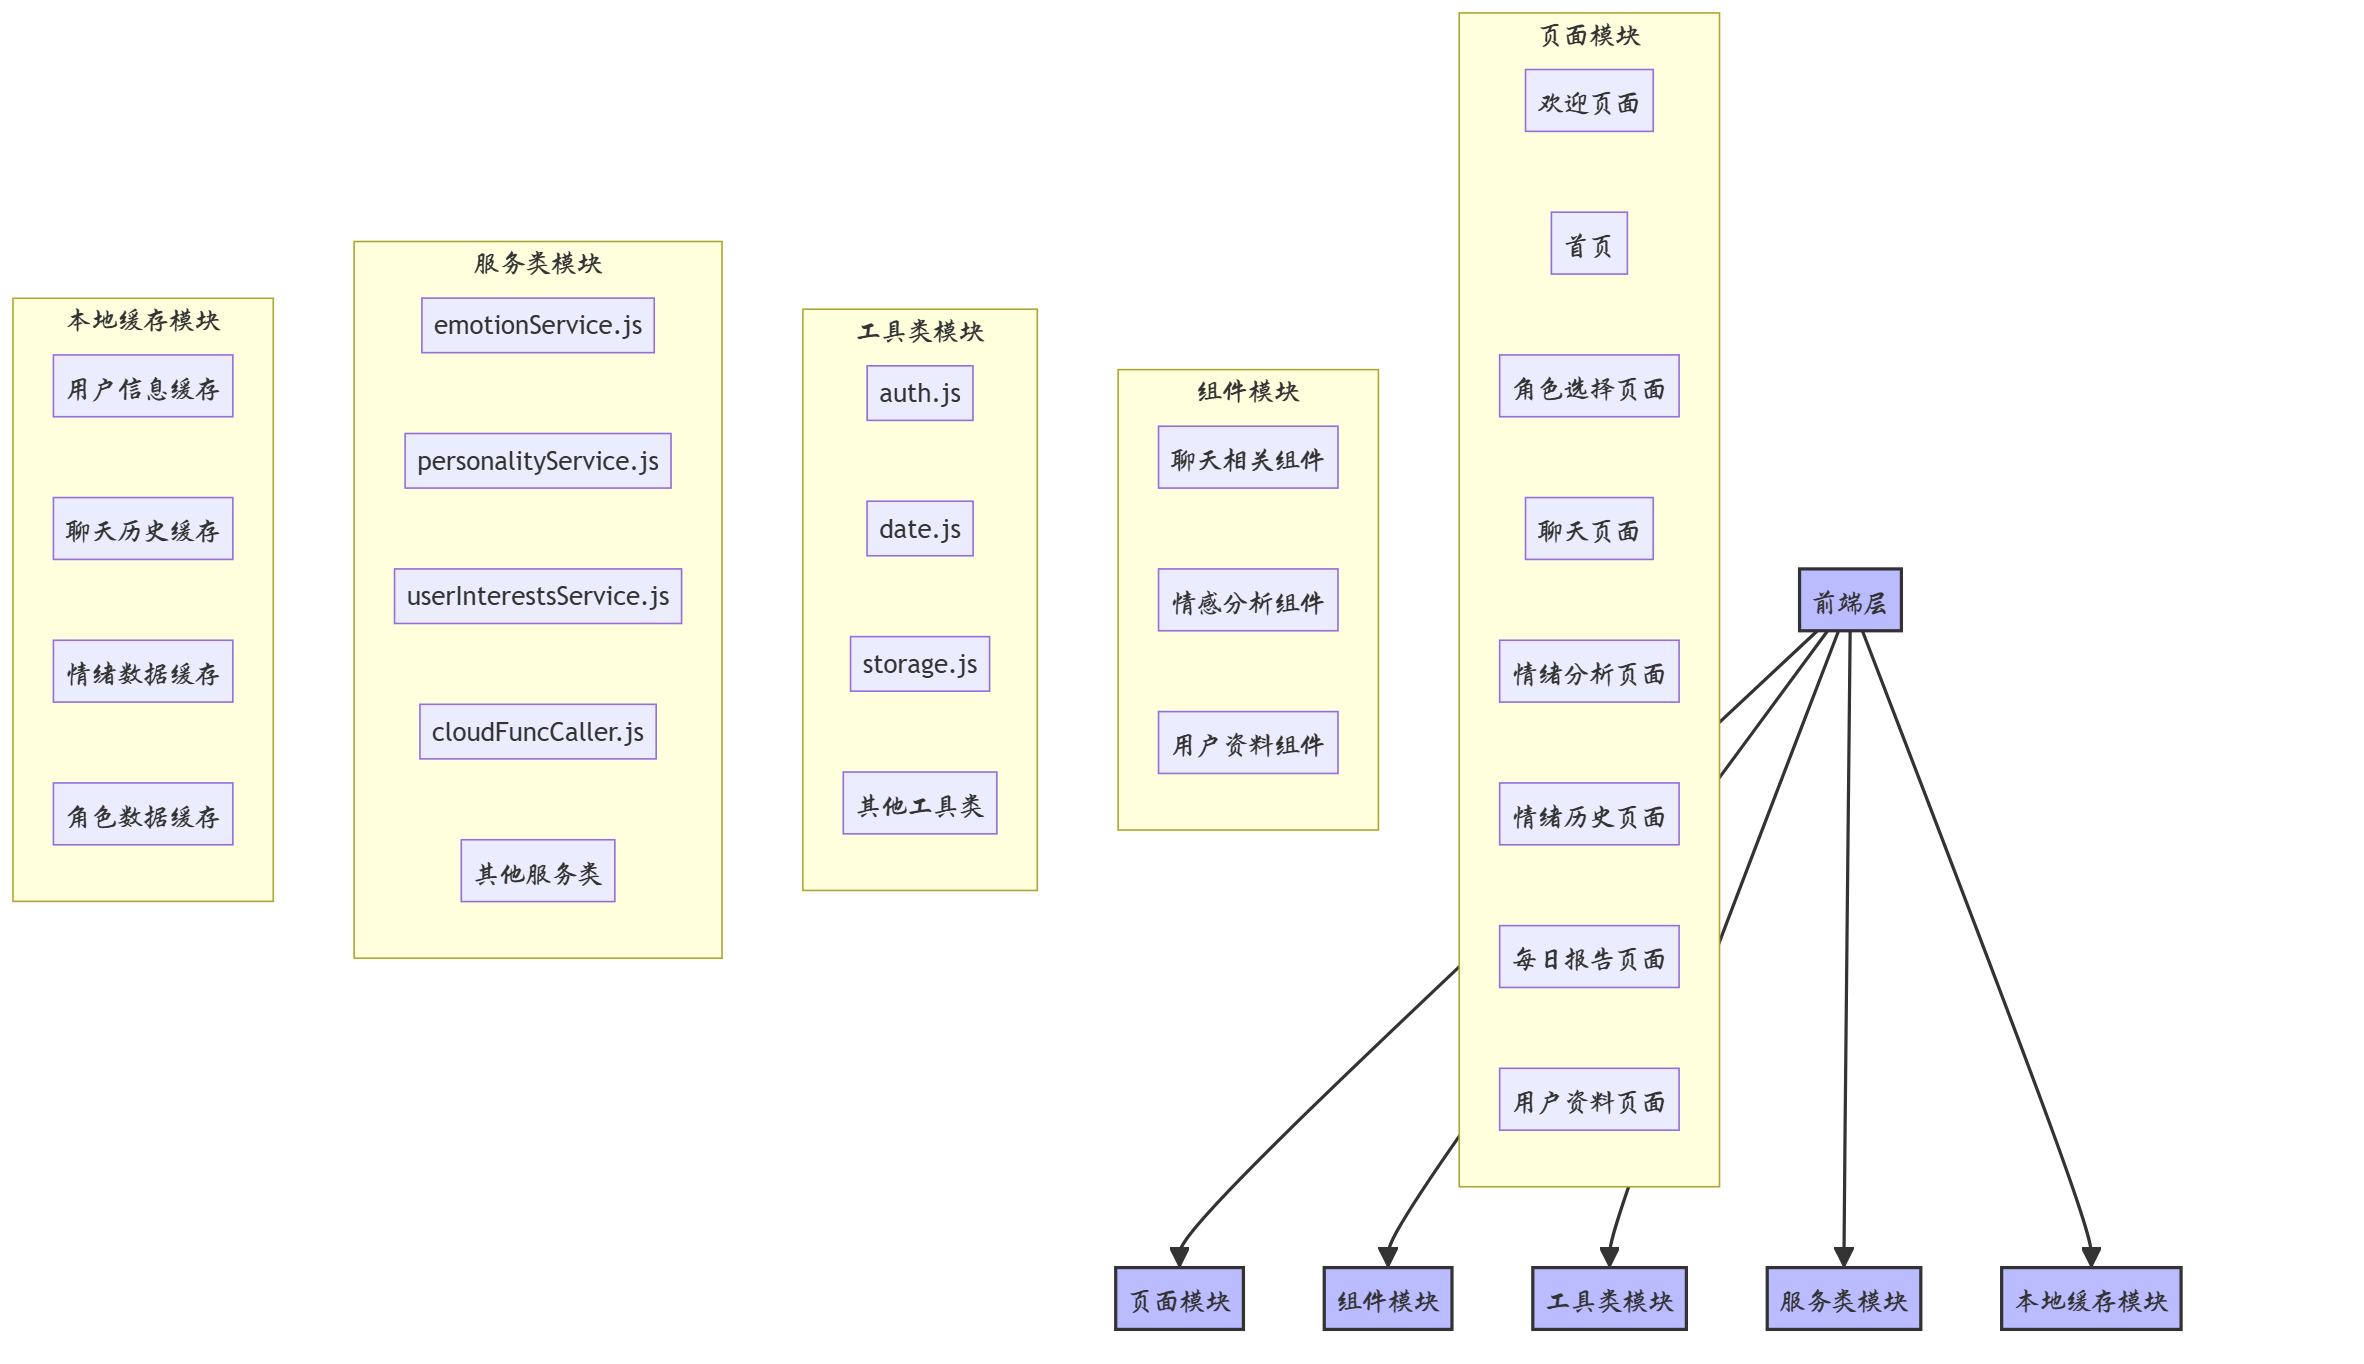 本地缓存模块
用户信息缓存
聊天历史缓存
情绪数据缓存
角色数据缓存
服务类模块
emotionService.js
personalityService.js
userInterestsService.js
cloudFuncCaller.js
其他服务类
工具类模块
auth.js
date.js
storage.js
其他工具类
组件模块
聊天相关组件
情感分析组件
用户资料组件
页面模块
欢迎页面
首页
角色选择页面
聊天页面
情绪分析页面
情绪历史页面
每日报告页面
用户资料页面
前端层
页面模块
组件模块
工具类模块
服务类模块
本地缓存模块